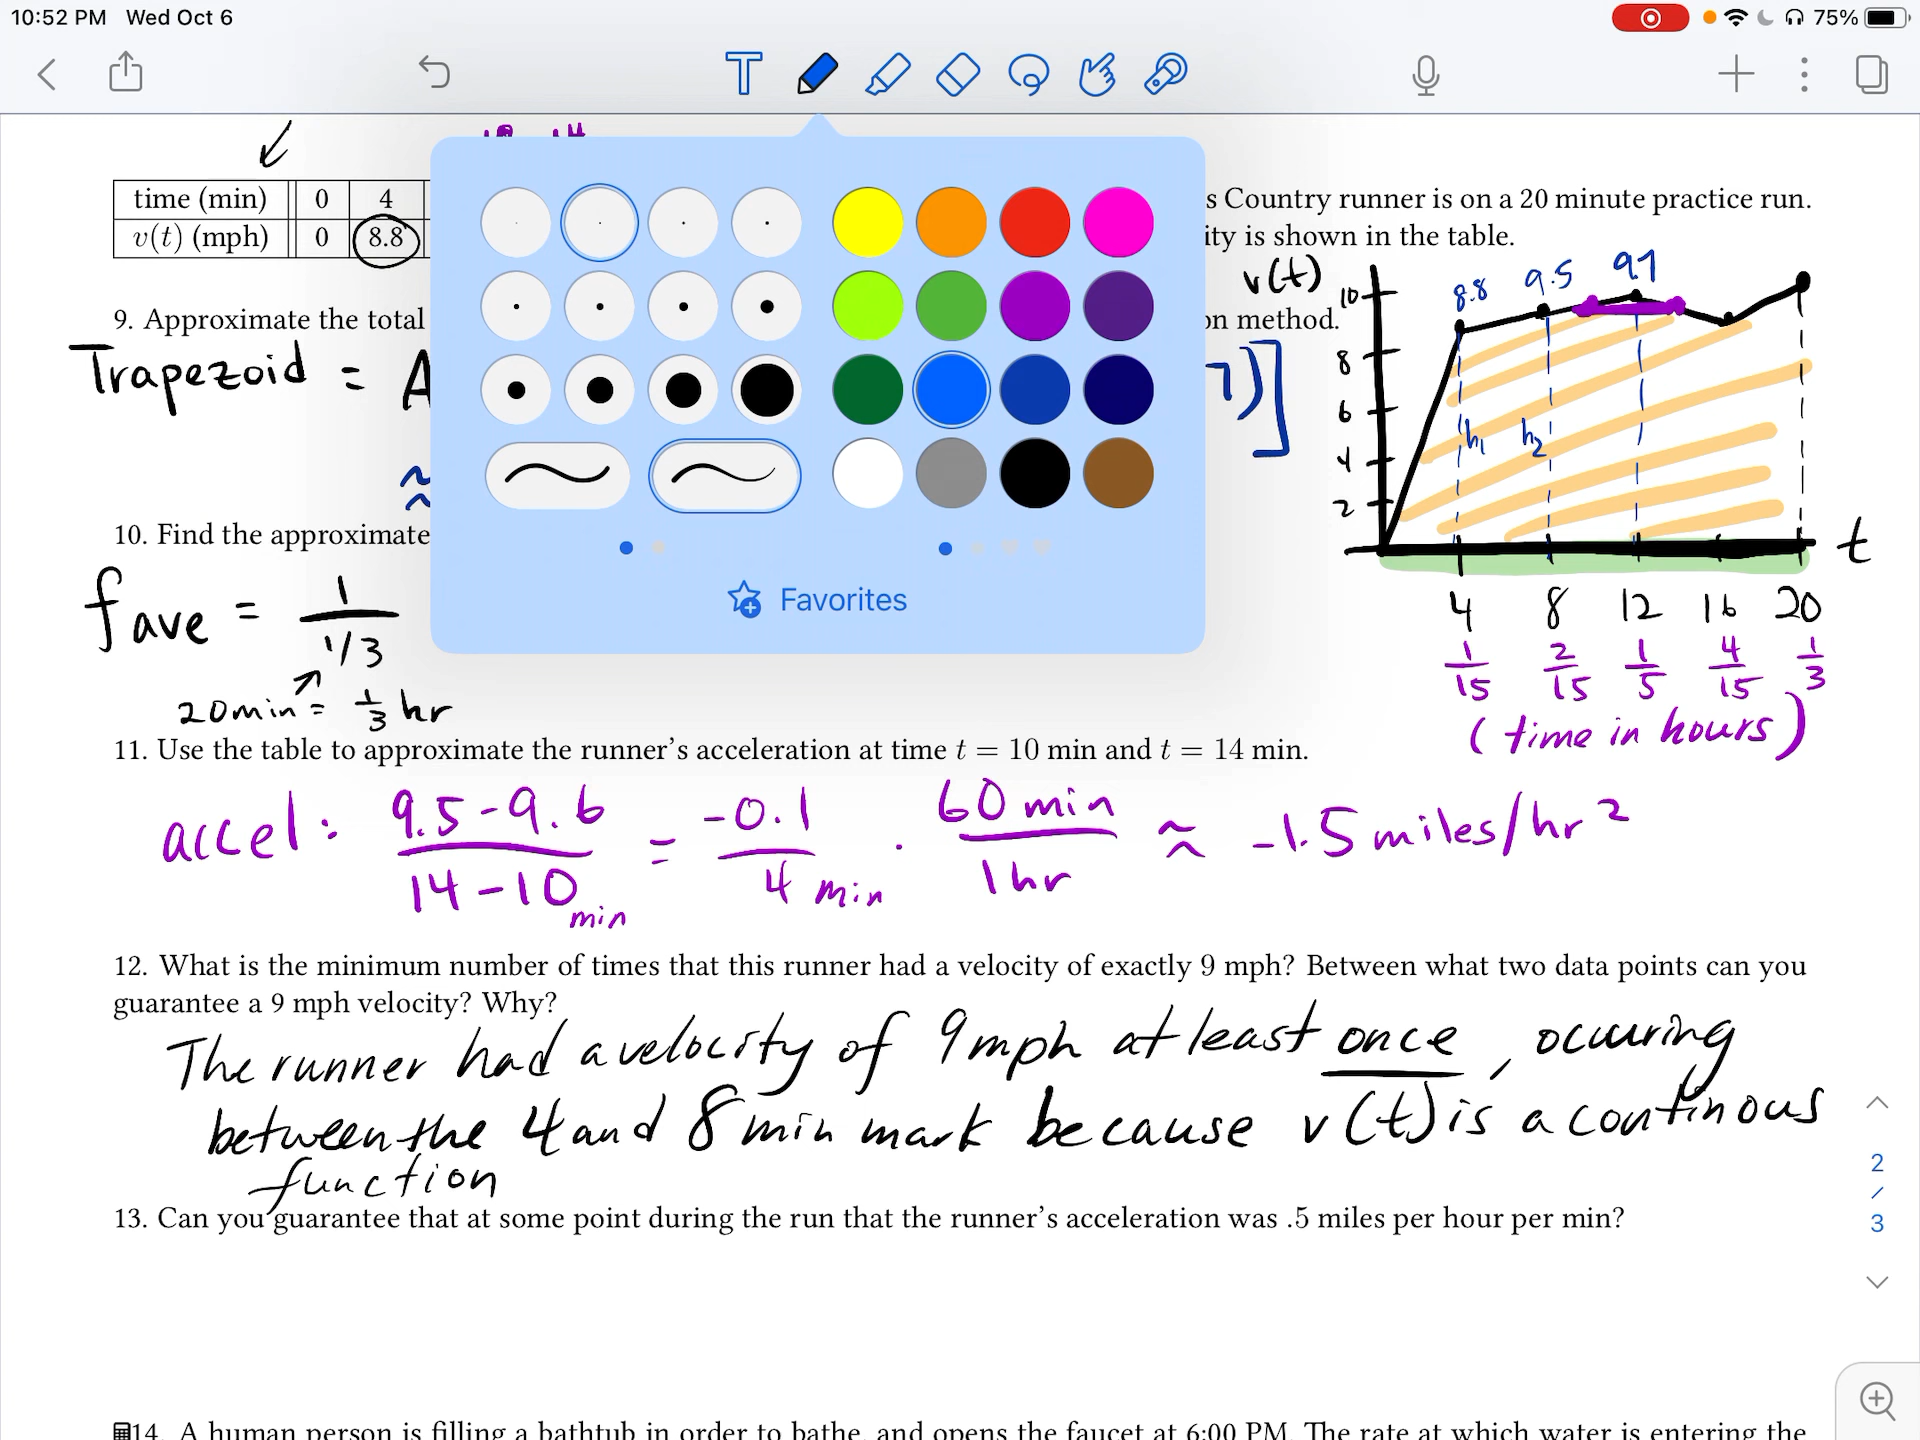 10:52 PM Wed Oct 6
75%
T
time (min) 0 4
v(t) (mph) 0 8.8
s Country runner is on a 20 minute practice run.
ity is shown in the table.
v(t)
8.8 9.5 9.7
10
8
6
4
2
h₁ h₂
t
4 8 12 16 20
1/15 2/15 1/5 4/15 1/3
(time in hours)
9. Approximate the total
on method.
Trapezoid = A
7)]
≈
10. Find the approximate
f ave = 1 / 1/3
20min = 1/3 hr
Favorites
11. Use the table to approximate the runner's acceleration at time t = 10 min and t = 14 min.
accel: 9.5-9.6 / 14-10 min = -0.1 / 4 min · 60 min / 1hr ≈ -1.5 miles/hr²
12. What is the minimum number of times that this runner had a velocity of exactly 9 mph? Between what two data points can you
guarantee a 9 mph velocity? Why?
The runner had a velocity of 9mph at least once, occuring
between the 4 and 8 min mark because v(t) is a continous
function
13. Can you guarantee that at some point during the run that the runner's acceleration was .5 miles per hour per min?
2
/
3
14. A human person is filling a bathtub in order to bathe, and opens the faucet at 6:00 PM. The rate at which water is entering the